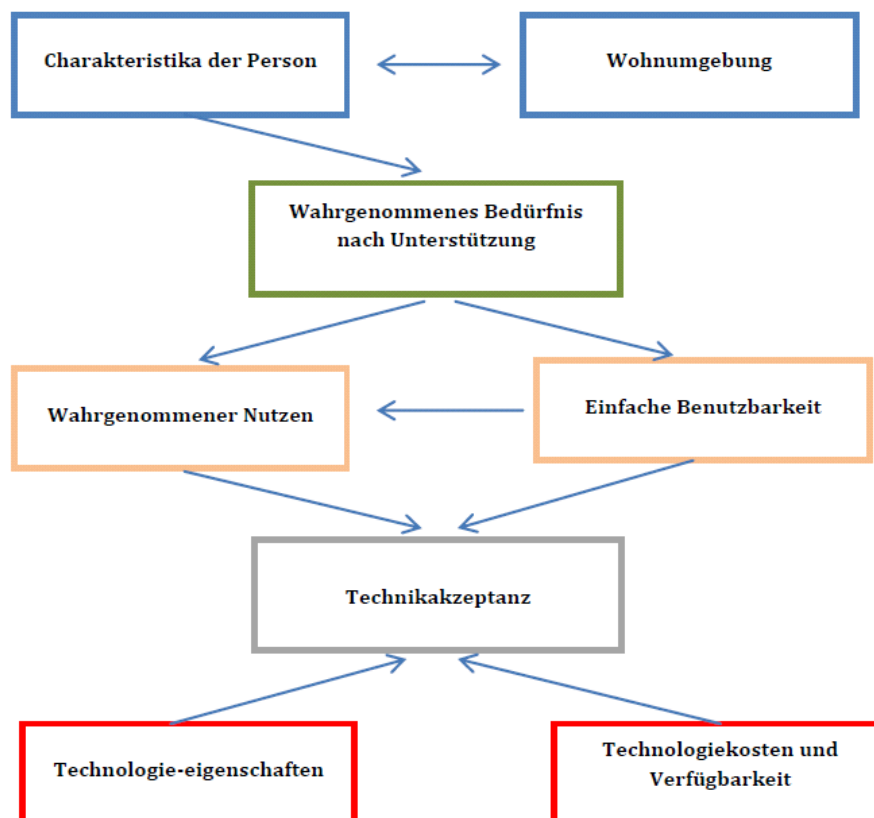 Charakteristika der Person
Wohnumgebung
Wahrgenommenes Bedürfnis
nach Unterstützung
Wahrgenommener Nutzen
Einfache Benutzbarkeit
Technikakzeptanz
Technologie-eigenschaften
Technologiekosten und
Verfügbarkeit